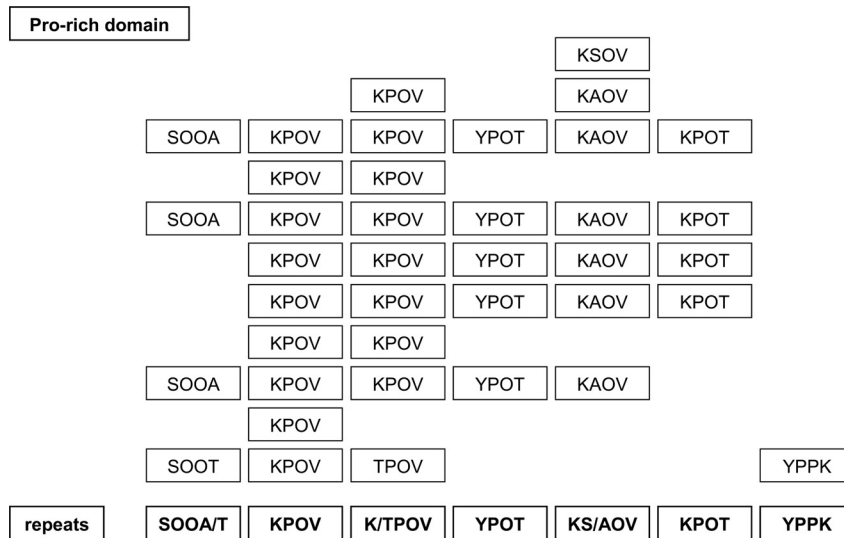 Pro-rich domain
KSOV
KPOV KAOV
SOOA KPOV KPOV YPOT KAOV KPOT
KPOV KPOV
SOOA KPOV KPOV YPOT KAOV KPOT
KPOV KPOV YPOT KAOV KPOT
KPOV KPOV YPOT KAOV KPOT
KPOV KPOV
SOOA KPOV KPOV YPOT KAOV
KPOV
SOOT KPOV TPOV YPPK
repeats SOOA/T KPOV K/TPOV YPOT KS/AOV KPOT YPPK